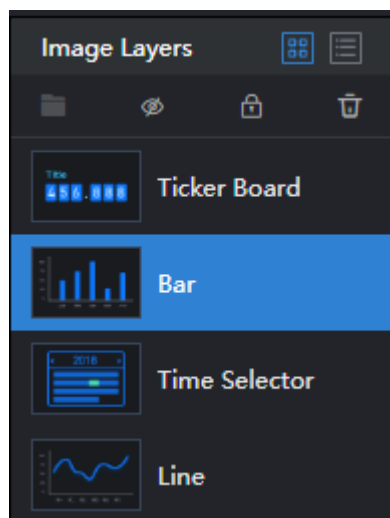 Image Layers
Title
456.888
Ticker Board
Bar
2018
Time Selector
Line